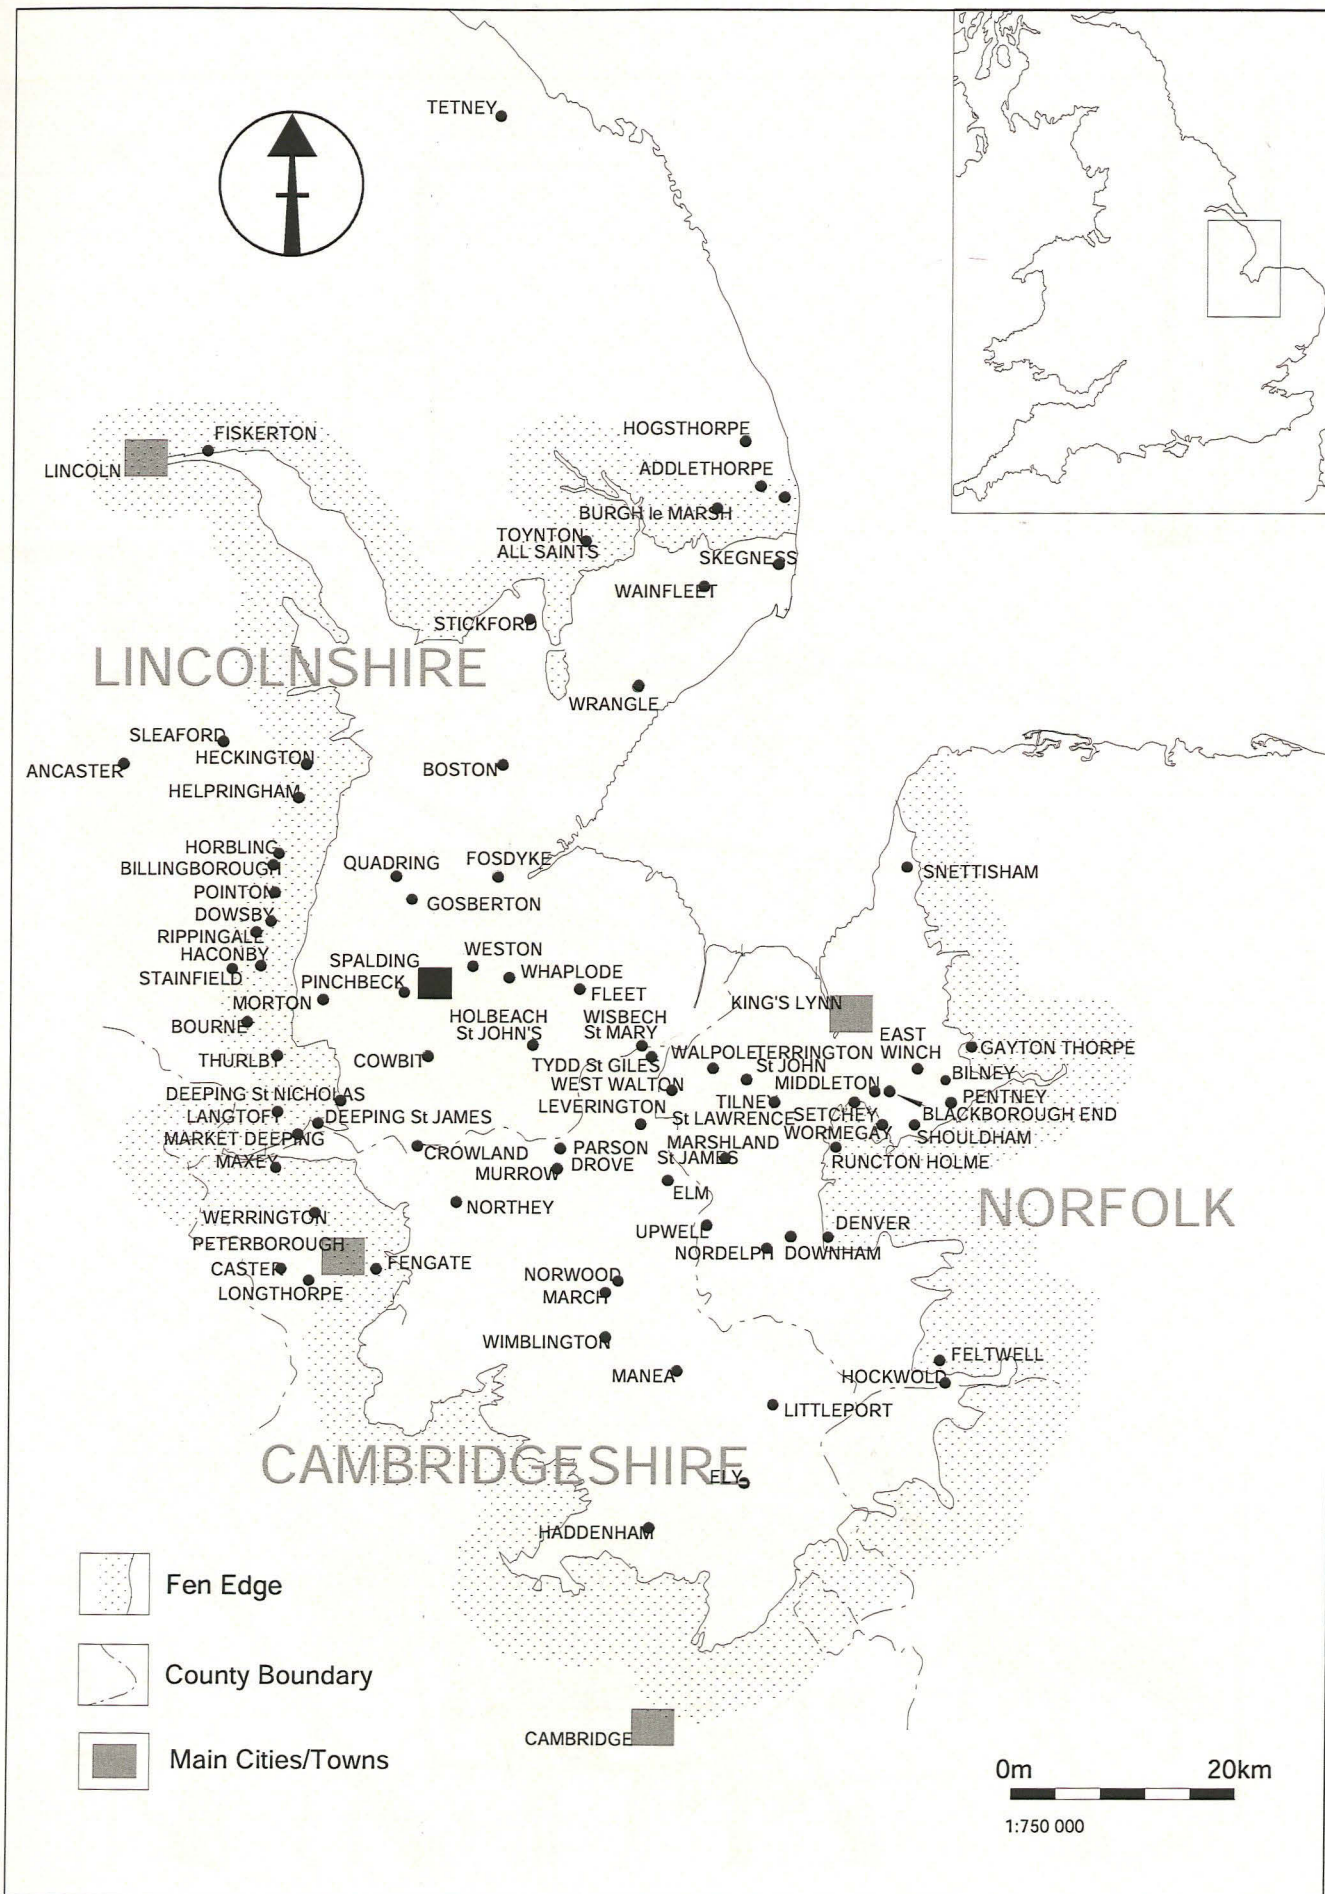 TETNEY
FISKERTON
LINCOLN
HOGSTHORPE
ADDLETHORPE
BURGH le MARSH
TOYNTON
ALL SAINTS
SKEGNESS
WAINFLEET
STICKFORD
LINCOLNSHIRE
WRANGLE
SLEAFORD
HECKINGTON
ANCASTER
BOSTON
HELPRINGHAM
HORBLING
BILLINGBOROUGH
QUADRING
FOSDYKE
SNETTISHAM
POINTON
GOSBERTON
DOWSBY
RIPPINGALE
HACONBY
STAINFIELD
SPALDING
WESTON
PINCHBECK
WHAPLODE
FLEET
MORTON
KING'S LYNN
HOLBEACH
St JOHN'S
WISBECH
St MARY
BOURNE
EAST
WINCH
THURLBY
COWBIT
TYDD St GILES
WALPOLE
TERRINGTON
St JOHN
GAYTON THORPE
WEST WALTON
MIDDLETON
BILNEY
DEEPING St NICHOLAS
LEVERINGTON
TILNEY
St LAWRENCE
PENTNEY
LANGTOFT
DEEPING St JAMES
SETCHEY
BLACKBOROUGH END
WORMEGAY
SHOULDHAM
MARKET DEEPING
CROWLAND
PARSON
DROVE
MARSHLAND
St JAMES
RUNCTON HOLME
MAXEY
MURROW
ELM
NORTHEY
NORFOLK
WERRINGTON
UPWELL
DENVER
PETERBOROUGH
NORDELPH
DOWNHAM
CASTER
FENGATE
LONGTHORPE
NORWOOD
MARCH
WIMBLINGTON
MANEA
FELTWELL
HOCKWOLD
LITTLEPORT
CAMBRIDGESHIRE
ELY
HADDENHAM
Fen Edge
County Boundary
CAMBRIDGE
Main Cities/Towns
0m 20km
1:750 000